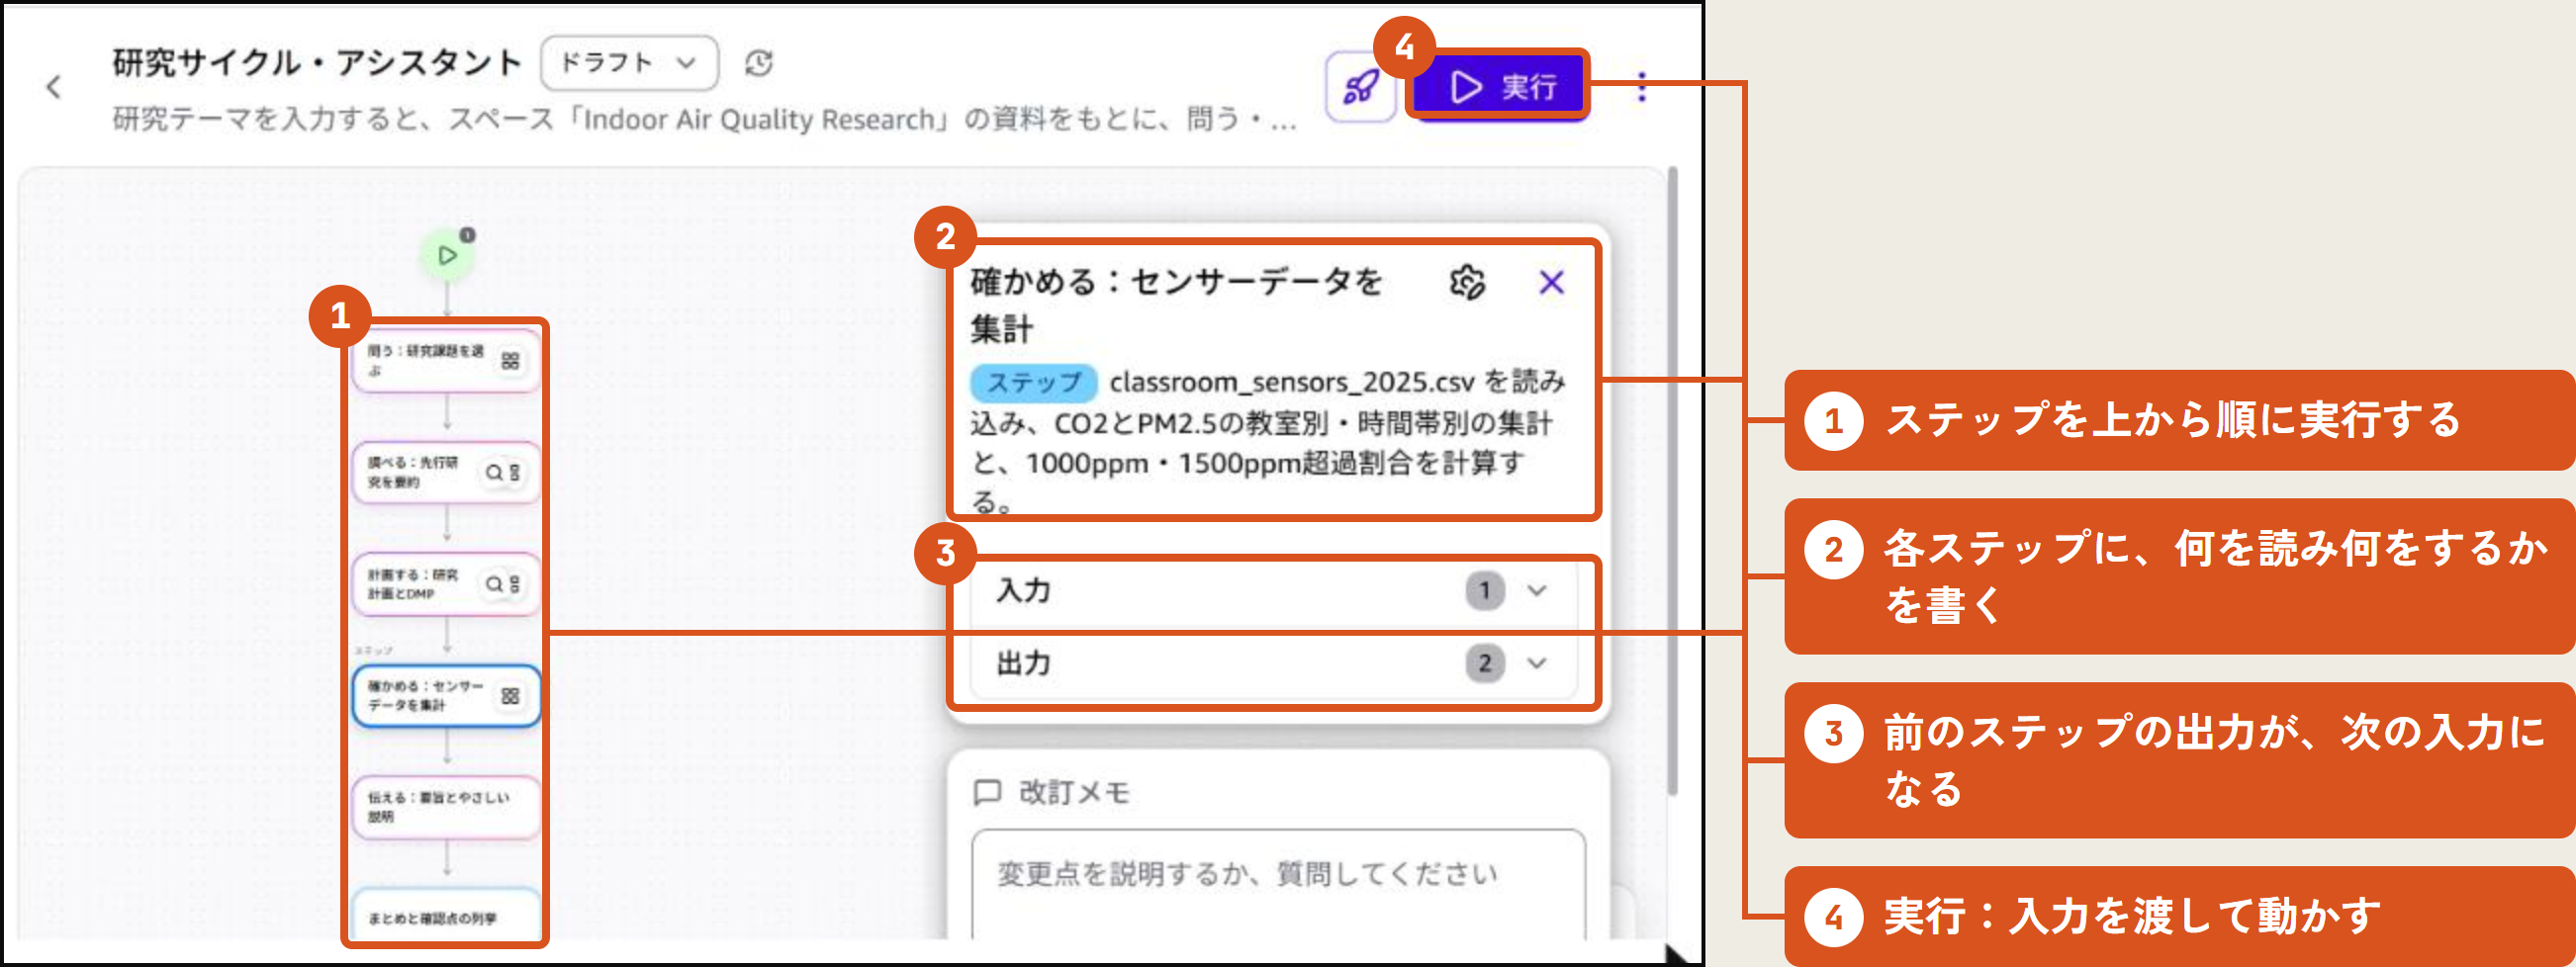 研究サイクル・アシスタント
ドラフト
研究テーマを入力すると、スペース「Indoor Air Quality Research」の資料をもとに、問う・...
4
実行
1
1
問う：研究課題を選
ぶ
調べる：先行研
究を要約
計画する：研究
計画とDMP
ステップ
確かめる：センサー
データを集計
伝える：要旨とやさしい
説明
まとめと確認点の列挙
2
確かめる：センサーデータを
集計
ステップ classroom_sensors_2025.csv を読み
込み、CO2とPM2.5の教室別・時間帯別の集計
と、1000ppm・1500ppm超過割合を計算す
る。
3
入力 1
出力 2
改訂メモ
変更点を説明するか、質問してください
1 ステップを上から順に実行する
2 各ステップに、何を読み何をするか
を書く
3 前のステップの出力が、次の入力に
なる
4 実行：入力を渡して動かす